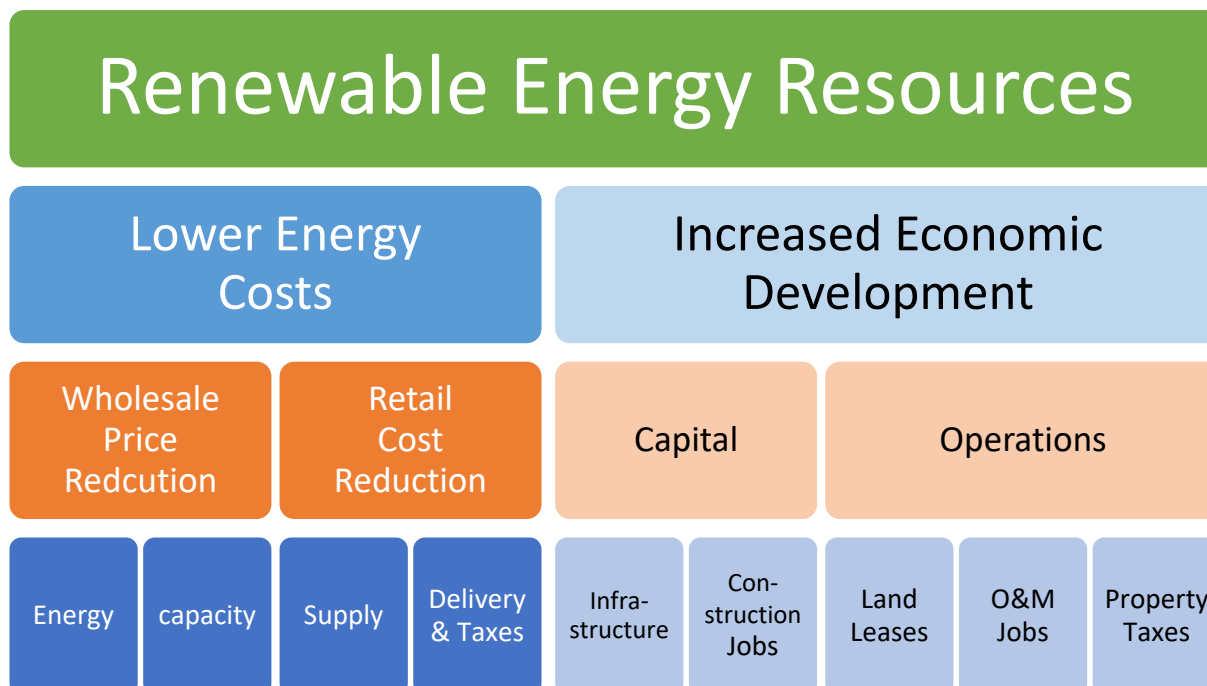 Renewable Energy Resources
Lower Energy
Costs
Increased Economic
Development
Wholesale
Price
Redcution
Retail
Cost
Reduction
Capital
Operations
Energy
capacity
Supply
Delivery
& Taxes
Infra-
structure
Con-
struction
Jobs
Land
Leases
O&M
Jobs
Property
Taxes